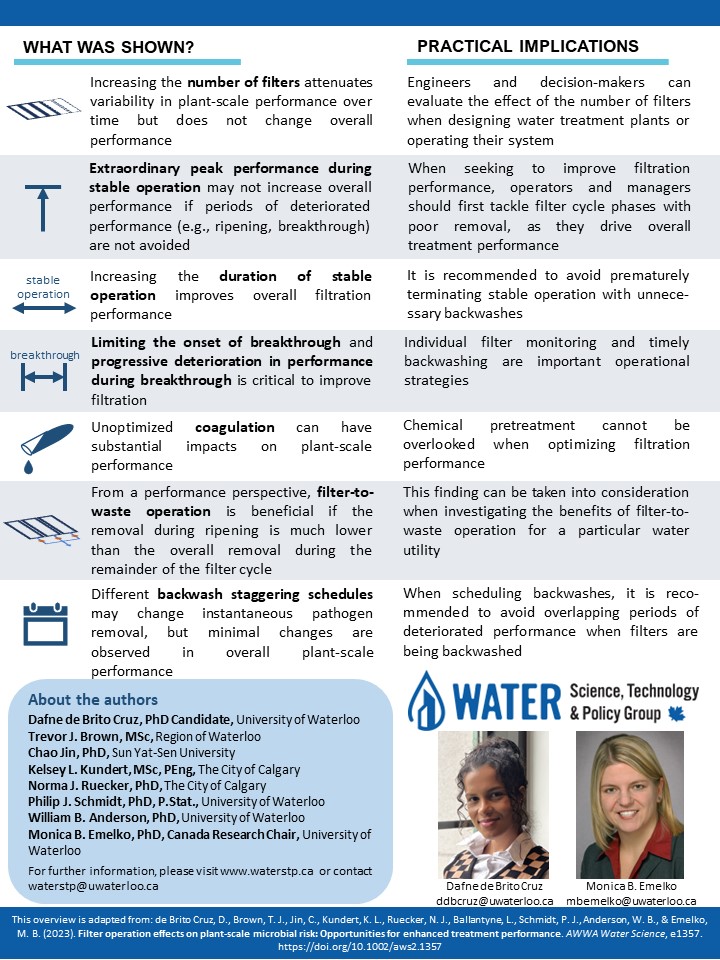 WHAT WAS SHOWN?
PRACTICAL IMPLICATIONS
Increasing the number of filters attenuates
variability in plant-scale performance over
time but does not change overall
performance
Engineers and decision-makers can
evaluate the effect of the number of filters
when designing water treatment plants or
operating their system
Extraordinary peak performance during
stable operation may not increase overall
performance if periods of deteriorated
performance (e.g., ripening, breakthrough)
are not avoided
When seeking to improve filtration
performance, operators and managers
should first tackle filter cycle phases with
poor removal, as they drive overall
treatment performance
stable
operation
Increasing the duration of stable
operation improves overall filtration
performance
It is recommended to avoid prematurely
terminating stable operation with unnece-
ssary backwashes
breakthrough
Limiting the onset of breakthrough and
progressive deterioration in performance
during breakthrough is critical to improve
filtration
Individual filter monitoring and timely
backwashing are important operational
strategies
Unoptimized coagulation can have
substantial impacts on plant-scale
performance
Chemical pretreatment cannot be
overlooked when optimizing filtration
performance
From a performance perspective, filter-to-
waste operation is beneficial if the
removal during ripening is much lower
than the overall removal during the
remainder of the filter cycle
This finding can be taken into consideration
when investigating the benefits of filter-to-
waste operation for a particular water
utility
Different backwash staggering schedules
may change instantaneous pathogen
removal, but minimal changes are
observed in overall plant-scale
performance
When scheduling backwashes, it is reco-
mmended to avoid overlapping periods of
deteriorated performance when filters are
being backwashed
About the authors
Dafne de Brito Cruz, PhD Candidate, University of Waterloo
Trevor J. Brown, MSc, Region of Waterloo
Chao Jin, PhD, Sun Yat-Sen University
Kelsey L. Kundert, MSc, PEng, The City of Calgary
Norma J. Ruecker, PhD, The City of Calgary
Philip J. Schmidt, PhD, P.Stat., University of Waterloo
William B. Anderson, PhD, University of Waterloo
Monica B. Emelko, PhD, Canada Research Chair, University of
Waterloo
For further information, please visit www.waterstp.ca or contact
waterstp@uwaterloo.ca
WATER Science, Technology
& Policy Group
Dafne de Brito Cruz
ddbcruz@uwaterloo.ca
Monica B. Emelko
mbemelko@uwaterloo.ca
This overview is adapted from: de Brito Cruz, D., Brown, T. J., Jin, C., Kundert, K. L., Ruecker, N. J., Ballantyne, L., Schmidt, P. J., Anderson, W. B., & Emelko,
M. B. (2023). Filter operation effects on plant-scale microbial risk: Opportunities for enhanced treatment performance. AWWA Water Science, e1357.
https://doi.org/10.1002/aws2.1357